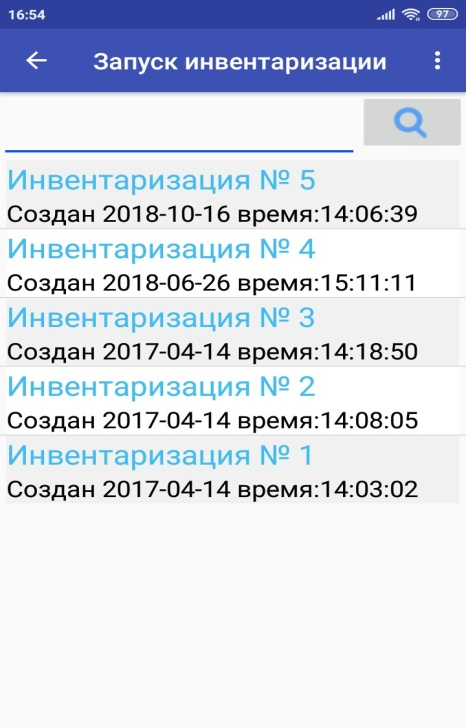 16:54
97
Запуск инвентаризации
Инвентаризация № 5
Создан 2018-10-16 время:14:06:39
Инвентаризация № 4
Создан 2018-06-26 время:15:11:11
Инвентаризация № 3
Создан 2017-04-14 время:14:18:50
Инвентаризация № 2
Создан 2017-04-14 время:14:08:05
Инвентаризация № 1
Создан 2017-04-14 время:14:03:02